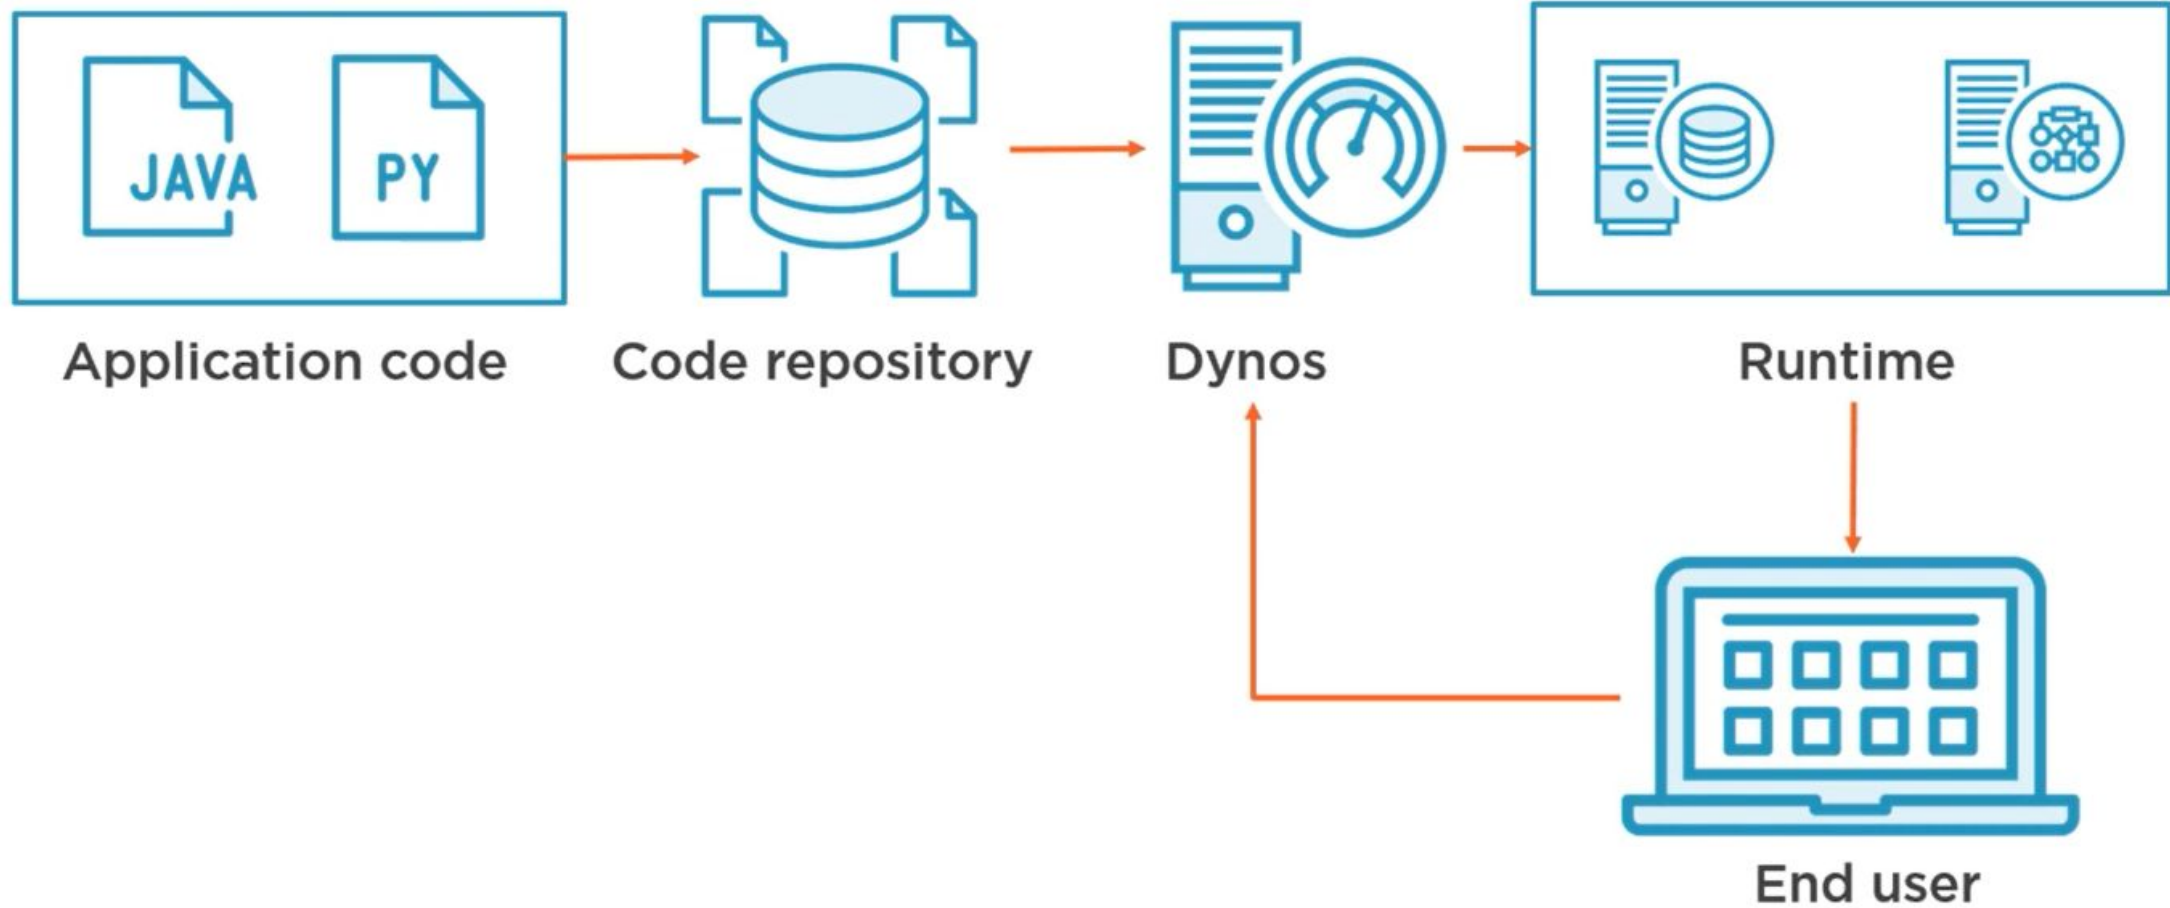 JAVA
PY
Application code
Code repository
Dynos
Runtime
End user